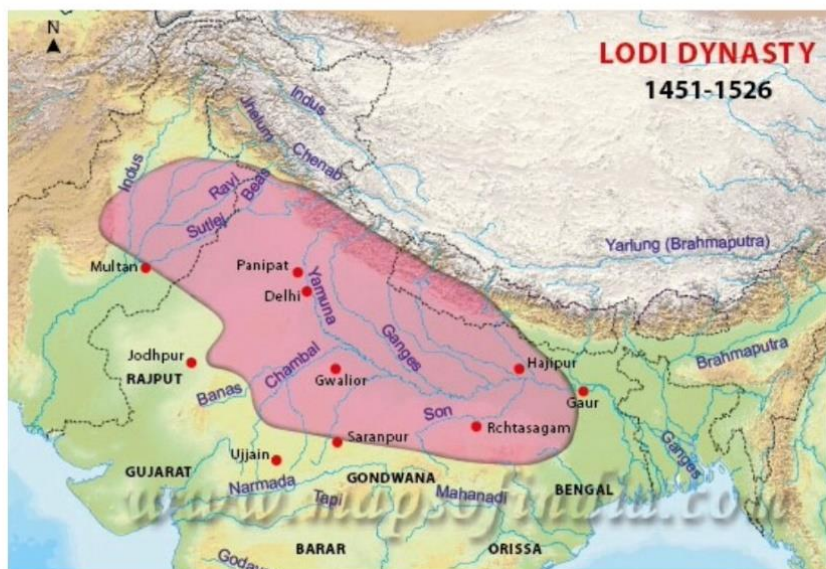 N
LODI DYNASTY
1451-1526
Indus
Jhelum
Chenab
Indus
Ravi
Beas
Sutlej
Yarlung (Brahmaputra)
Multan
Panipat
Delhi
Yamuna
Ganges
Jodhpur
RAJPUT
Chambal
Banas
Gwalior
Hajipur
Brahmaputra
Gaur
Son
Rchtasagam
Saranpur
Ujjain
Ganges
GUJARAT
Narmada
GONDWANA
Tapi
Mahanadi
BENGAL
www.mapsofindia.com
BARAR
ORISSA